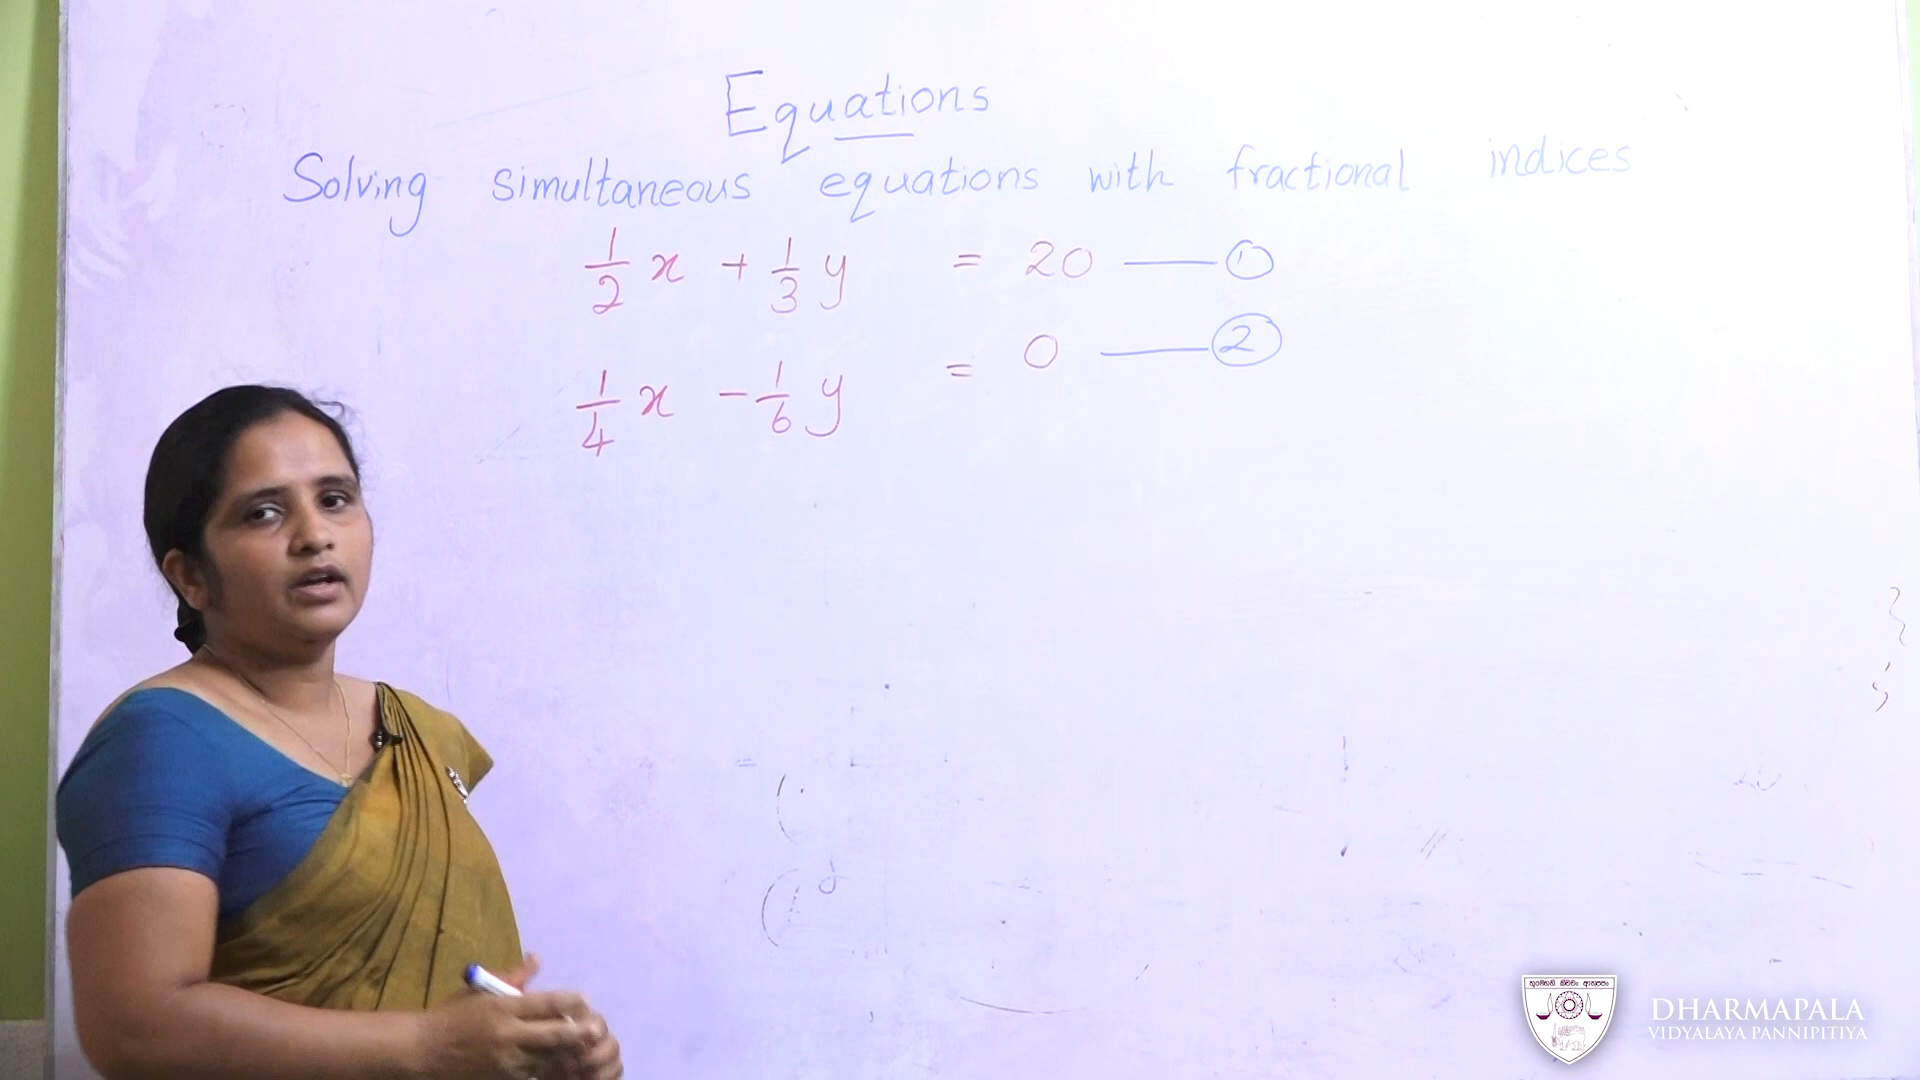 Equations
Solving simultaneous equations with fractional indices
1/2 x + 1/3 y = 20 —— ①
1/4 x - 1/6 y = 0 —— ②
DHARMAPALA
VIDYALAYA PANNIPITIYA